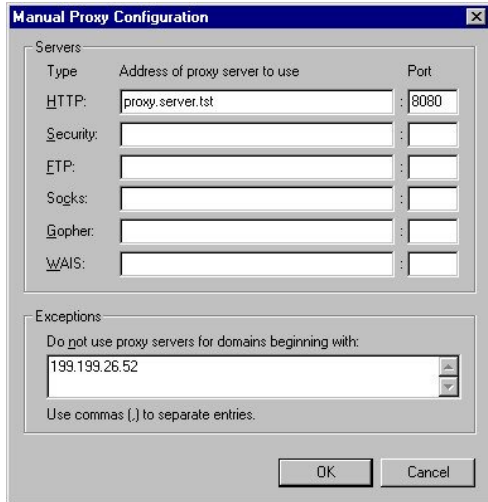 Manual Proxy Configuration
Servers
Type Address of proxy server to use Port
HTTP: proxy.server.tst : 8080
Security: :
FTP: :
Socks: :
Gopher: :
WAIS: :
Exceptions
Do not use proxy servers for domains beginning with:
199.199.26.52
Use commas (,) to separate entries.
OK Cancel